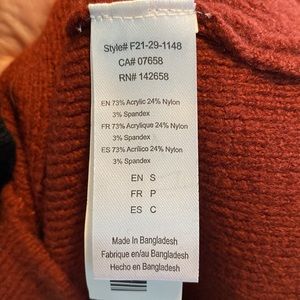 Style# F21-29-1148
CA# 07658
RN# 142658
EN 73% Acrylic 24% Nylon
3% Spandex
FR 73% Acrylique 24% Nylon
3% Spandex
ES 73% Acrílico 24% Nylon
3% Spandex
EN S
FR P
ES C
Made In Bangladesh
Fabrique en/au Bangladesh
Hecho en Bangladesh